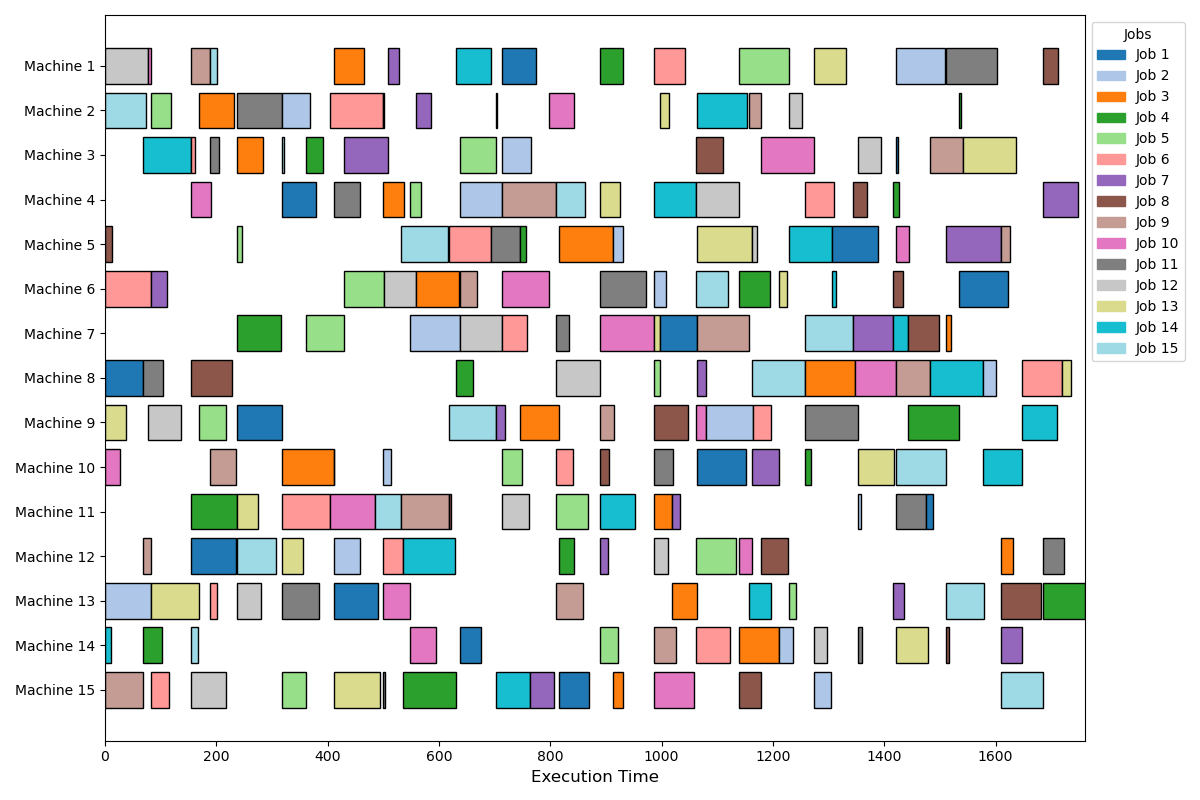 Machine 1
Machine 2
Machine 3
Machine 4
Machine 5
Machine 6
Machine 7
Machine 8
Machine 9
Machine 10
Machine 11
Machine 12
Machine 13
Machine 14
Machine 15
0 200 400 600 800 1000 1200 1400 1600
Execution Time
Jobs
Job 1
Job 2
Job 3
Job 4
Job 5
Job 6
Job 7
Job 8
Job 9
Job 10
Job 11
Job 12
Job 13
Job 14
Job 15